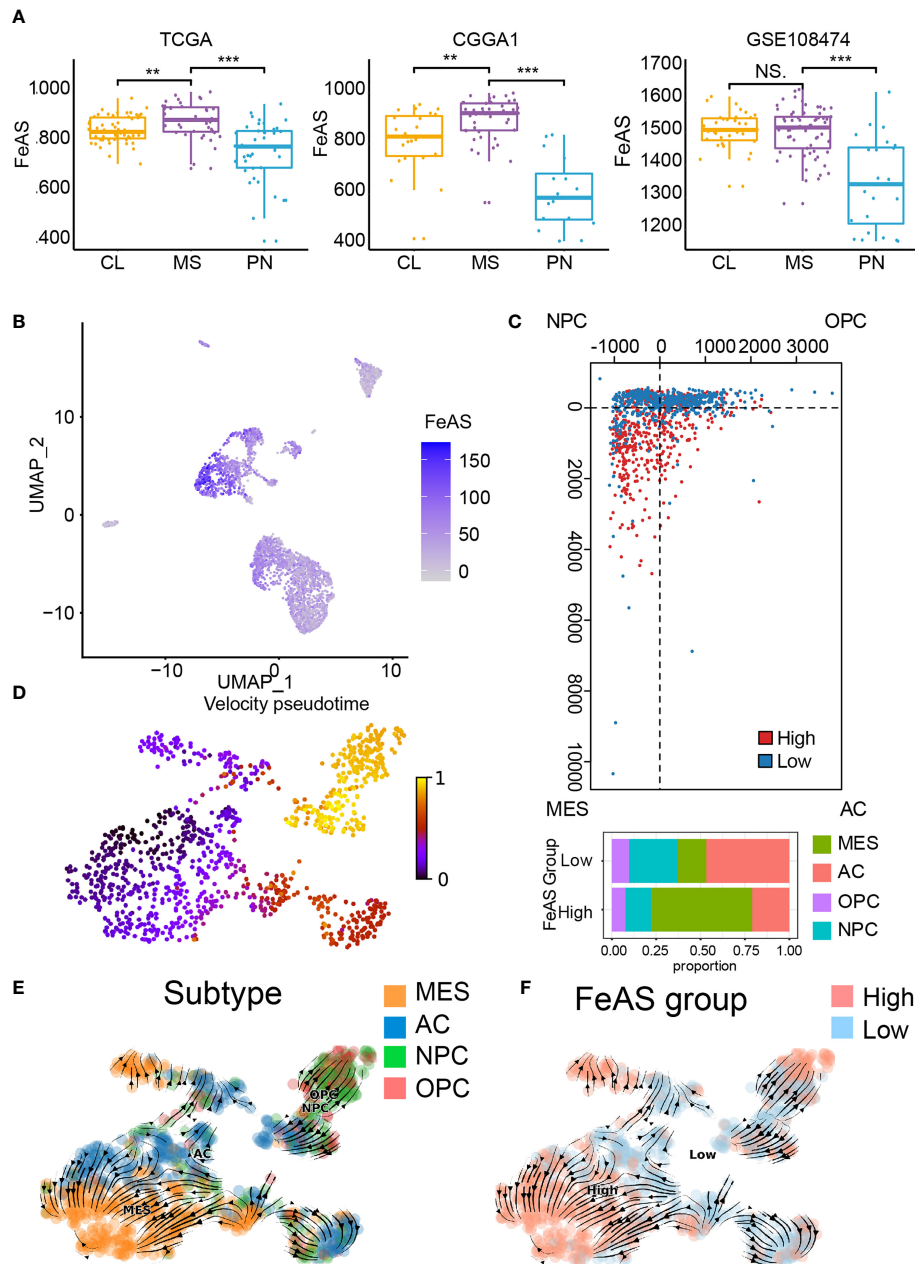 A
TCGA
CGGA1
GSE108474
** ***
** ***
NS. ***
FeAS
1000
.800
.600
.400
CL MS PN
FeAS
1000
800
600
400
CL MS PN
FeAS
1700
1600
1500
1400
1300
1200
CL MS PN
B
UMAP_2
10
0
−10
−10 0 10
UMAP_1
FeAS
150
100
50
0
C
NPC OPC
-1000 0 1000 2000 3000
0
2000
4000
6000
8000
10000
High
Low
MES AC
FeAS Group
Low
High
0.00 0.25 0.50 0.75 1.00
proportion
MES
AC
OPC
NPC
D
Velocity pseudotime
1
0
E
Subtype
MES
AC
NPC
OPC
OPC
NPC
AC
MES
F
FeAS group
High
Low
Low
High